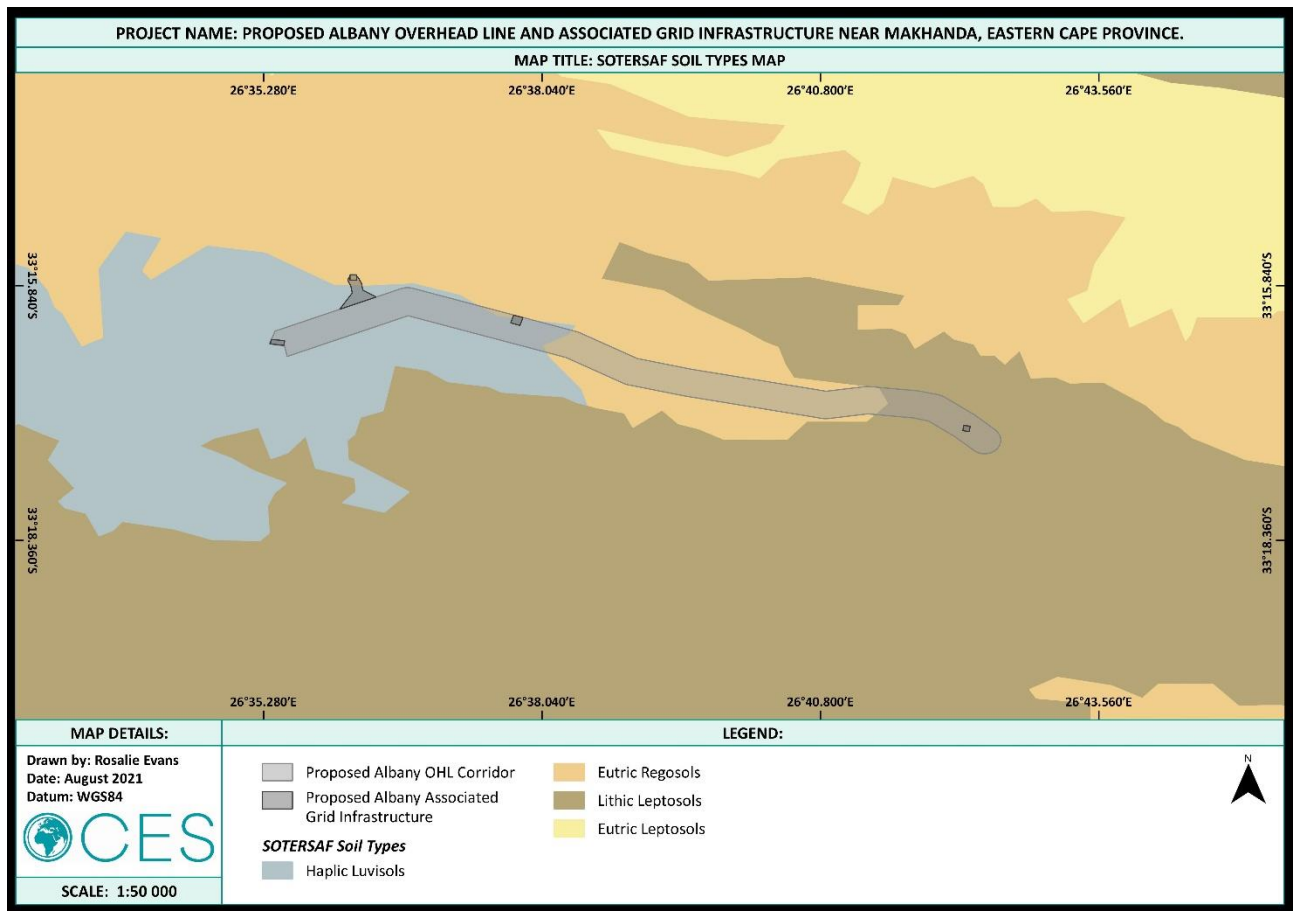 PROJECT NAME: PROPOSED ALBANY OVERHEAD LINE AND ASSOCIATED GRID INFRASTRUCTURE NEAR MAKHANDA, EASTERN CAPE PROVINCE.
MAP TITLE: SOTERSAF SOIL TYPES MAP
26°35.280'E
26°38.040'E
26°40.800'E
26°43.560'E
33°15.840'S
33°15.840'S
33°18.360'S
33°18.360'S
26°35.280'E
26°38.040'E
26°40.800'E
26°43.560'E
MAP DETAILS:
Drawn by: Rosalie Evans
Date: August 2021
Datum: WGS84
CES
SCALE: 1:50 000
LEGEND:
Proposed Albany OHL Corridor
Proposed Albany Associated
Grid Infrastructure
SOTERSAF Soil Types
Haplic Luvisols
Eutric Regosols
Lithic Leptosols
Eutric Leptosols
N